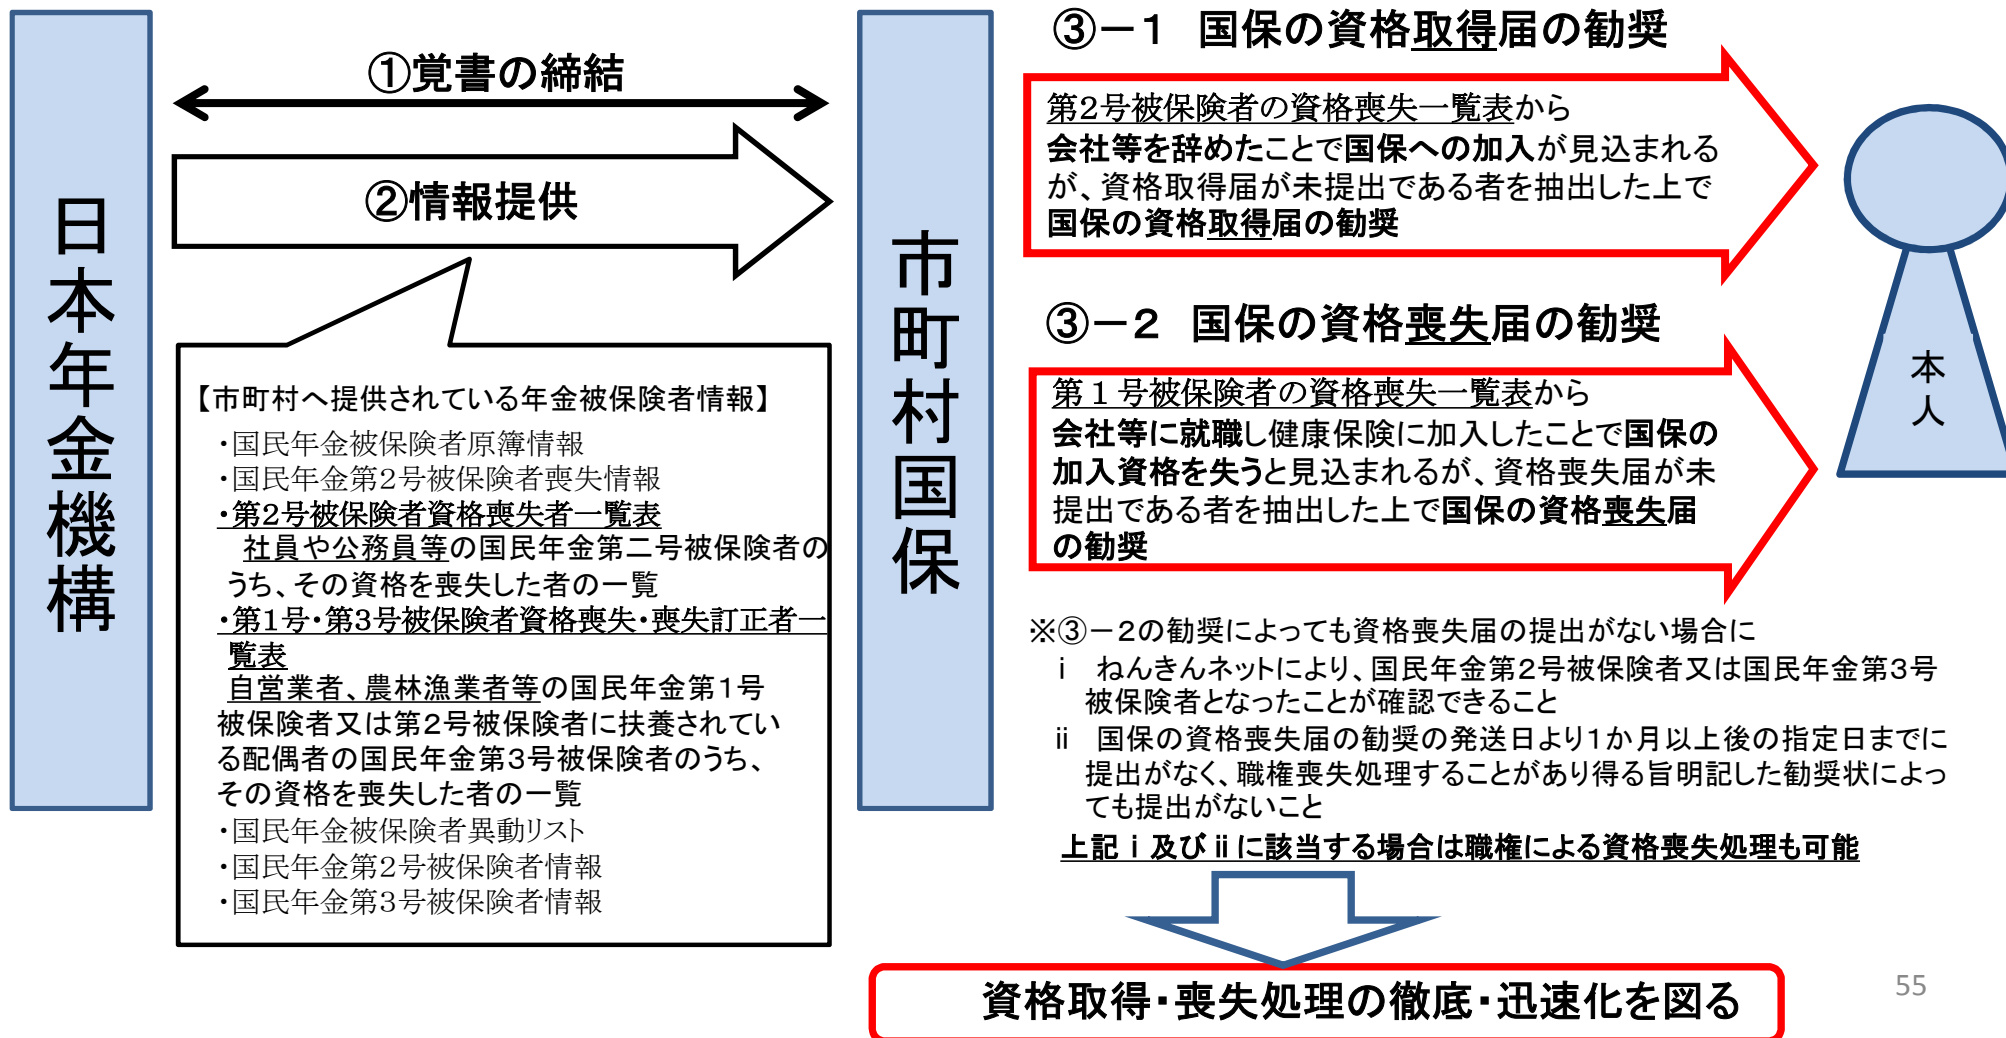 日本年金機構
①覚書の締結
②情報提供
【市町村へ提供されている年金被保険者情報】
・国民年金被保険者原簿情報
・国民年金第2号被保険者喪失情報
・第2号被保険者資格喪失者一覧表
社員や公務員等の国民年金第二号被保険者の
うち、その資格を喪失した者の一覧
・第1号・第3号被保険者資格喪失・喪失訂正者一
覧表
自営業者、農林漁業者等の国民年金第1号
被保険者又は第2号被保険者に扶養されてい
る配偶者の国民年金第3号被保険者のうち、
その資格を喪失した者の一覧
・国民年金被保険者異動リスト
・国民年金第2号被保険者情報
・国民年金第3号被保険者情報
市町村国保
③－1　国保の資格取得届の勧奨
第2号被保険者の資格喪失一覧表から
会社等を辞めたことで国保への加入が見込まれる
が、資格取得届が未提出である者を抽出した上で
国保の資格取得届の勧奨
③－2　国保の資格喪失届の勧奨
第１号被保険者の資格喪失一覧表から
会社等に就職し健康保険に加入したことで国保の
加入資格を失うと見込まれるが、資格喪失届が未
提出である者を抽出した上で国保の資格喪失届
の勧奨
本人
※③－2の勧奨によっても資格喪失届の提出がない場合に
ⅰ　ねんきんネットにより、国民年金第2号被保険者又は国民年金第3号
被保険者となったことが確認できること
ⅱ　国保の資格喪失届の勧奨の発送日より1か月以上後の指定日までに
提出がなく、職権喪失処理することがあり得る旨明記した勧奨状によっ
ても提出がないこと
上記ⅰ及びⅱに該当する場合は職権による資格喪失処理も可能
資格取得・喪失処理の徹底・迅速化を図る
55